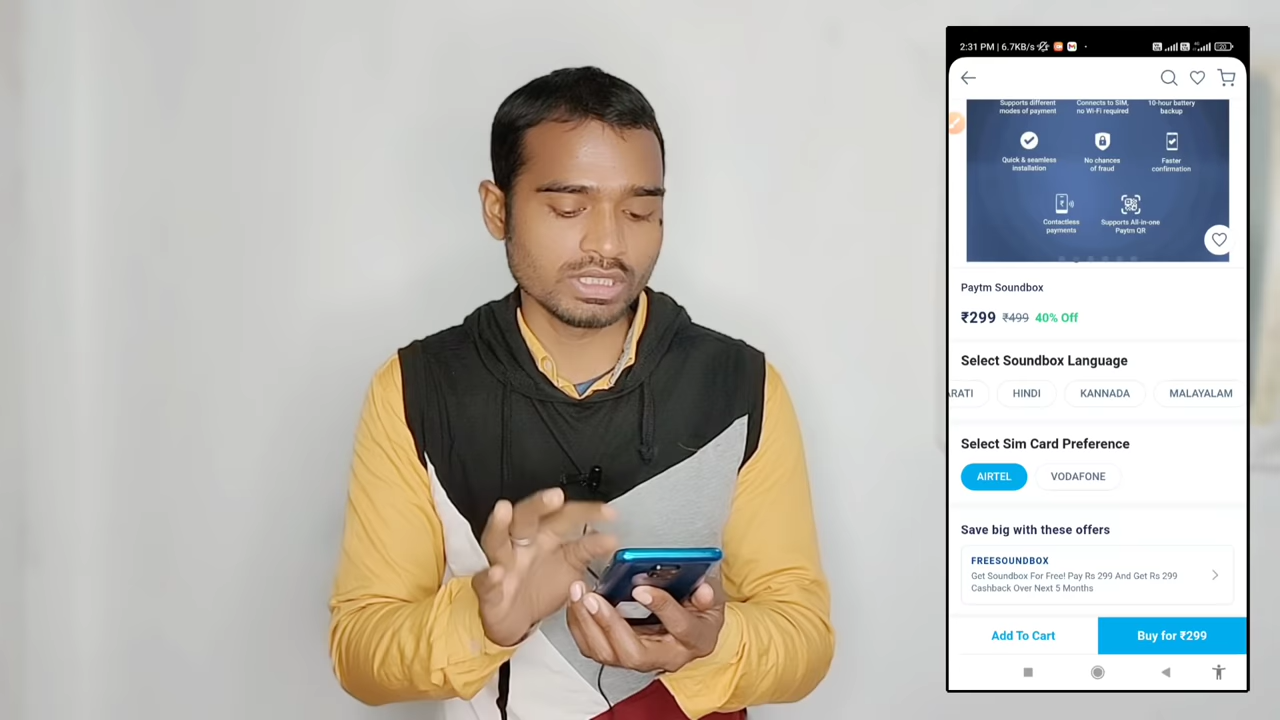 2:31 PM | 6.7KB/s
Supports different modes of payment
Connects to SIM, no Wi-Fi required
10-hour battery backup
Quick & seamless installation
No chances of fraud
Faster confirmation
Contactless payments
Supports All-in-one Paytm QR
Paytm Soundbox
₹299 ₹499 40% Off
Select Soundbox Language
ARATI HINDI KANNADA MALAYALAM
Select Sim Card Preference
AIRTEL VODAFONE
Save big with these offers
FREESOUNDBOX
Get Soundbox For Free! Pay Rs 299 And Get Rs 299
Cashback Over Next 5 Months
Add To Cart Buy for ₹299